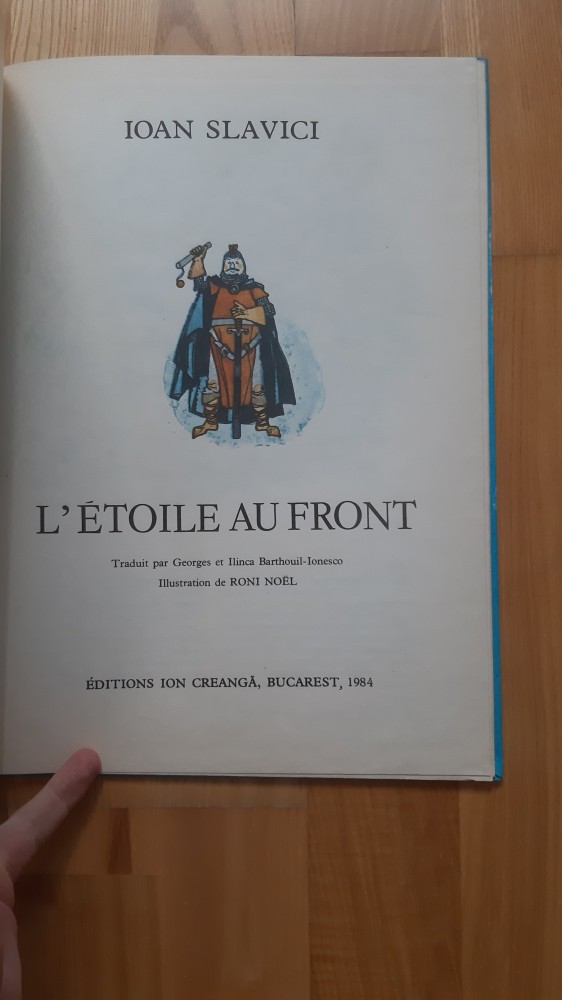 IOAN SLAVICI
L'ÉTOILE AU FRONT
Traduit par Georges et Ilinca Barthouil-Ionesco
Illustration de RONI NOËL
ÉDITIONS ION CREANGĂ, BUCAREST, 1984